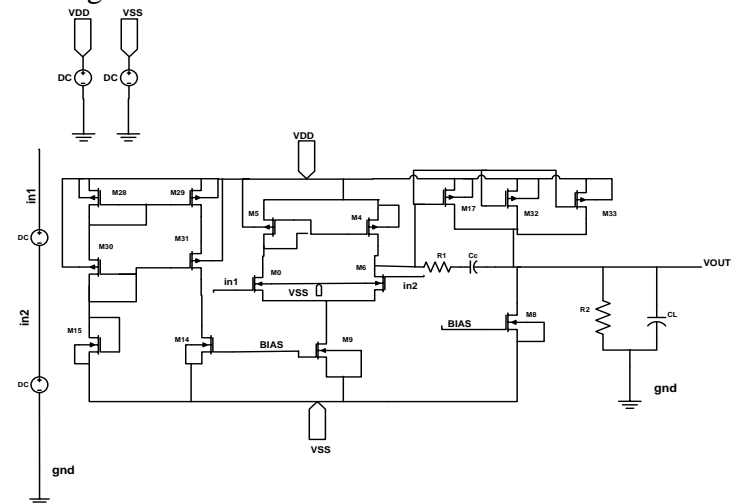 VDD
VSS
DC
DC
VDD
in1
M28
M29
M5
M4
M17
M32
M33
DC
M30
M31
M0
M6
R1
Cc
in1
VSS
in2
VOUT
in2
M15
M14
BIAS
M9
BIAS
M8
R2
CL
DC
gnd
VSS
gnd